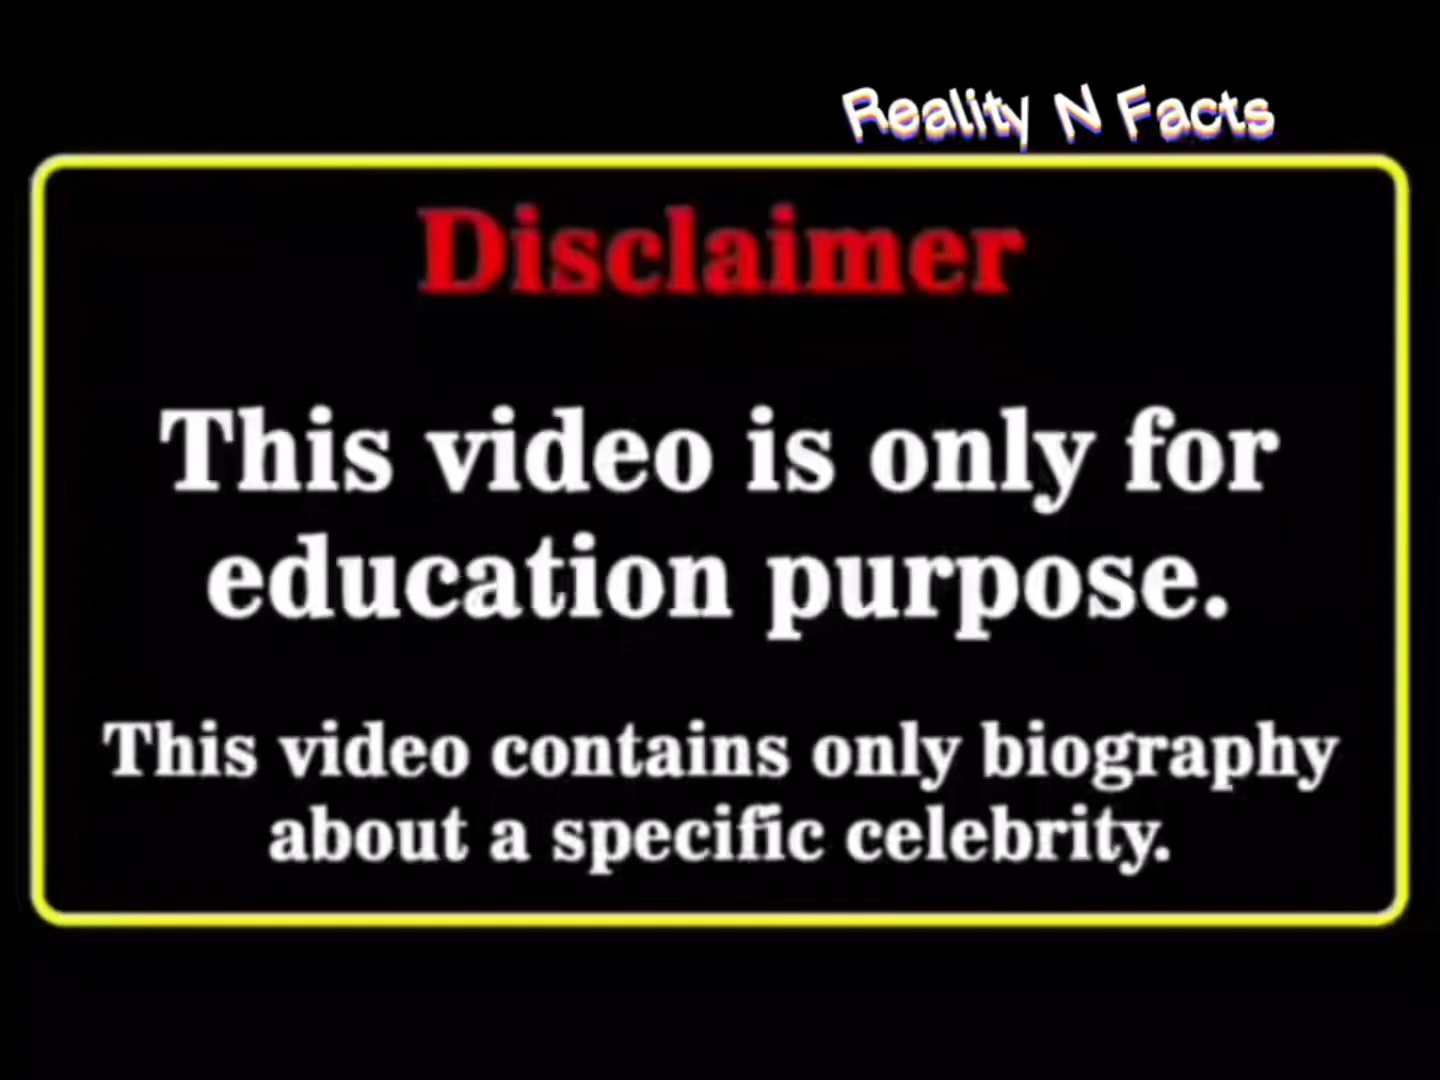 Reality N Facts
Disclaimer
This video is only for
education purpose.
This video contains only biography
about a specific celebrity.